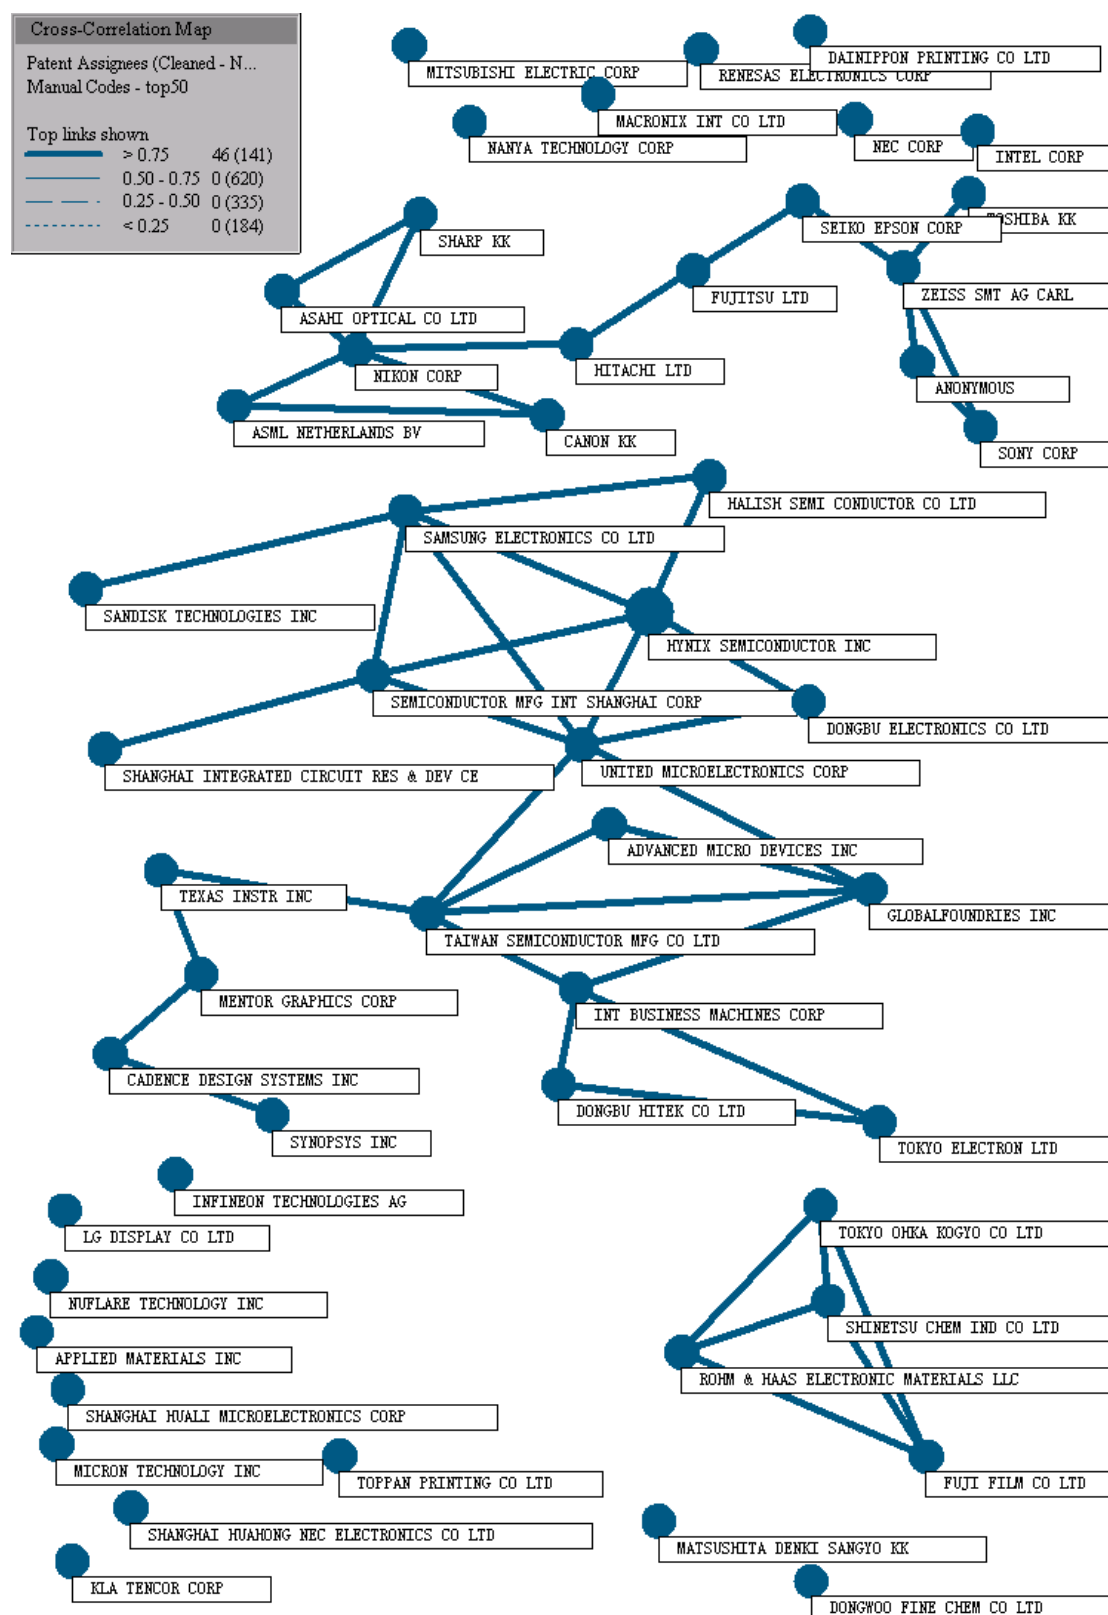 Cross-Correlation Map
Patent Assignees (Cleaned - N...
Manual Codes - top50
Top links shown
> 0.75 46 (141)
0.50 - 0.75 0 (620)
0.25 - 0.50 0 (335)
< 0.25 0 (184)
DAINIPPON PRINTING CO LTD
MITSUBISHI ELECTRIC CORP
RENESAS ELECTRONICS CORP
MACRONIX INT CO LTD
NANYA TECHNOLOGY CORP
NEC CORP
INTEL CORP
SHARP KK
SEIKO EPSON CORP
TOSHIBA KK
ZEISS SMT AG CARL
FUJITSU LTD
ASAHI OPTICAL CO LTD
HITACHI LTD
NIKON CORP
ANONYMOUS
ASML NETHERLANDS BV
CANON KK
SONY CORP
HALISH SEMI CONDUCTOR CO LTD
SAMSUNG ELECTRONICS CO LTD
SANDISK TECHNOLOGIES INC
HYNIX SEMICONDUCTOR INC
SEMICONDUCTOR MFG INT SHANGHAI CORP
DONGBU ELECTRONICS CO LTD
SHANGHAI INTEGRATED CIRCUIT RES & DEV CE
UNITED MICROELECTRONICS CORP
ADVANCED MICRO DEVICES INC
TEXAS INSTR INC
GLOBALFOUNDRIES INC
TAIWAN SEMICONDUCTOR MFG CO LTD
MENTOR GRAPHICS CORP
INT BUSINESS MACHINES CORP
CADENCE DESIGN SYSTEMS INC
DONGBU HITEK CO LTD
SYNOPSYS INC
TOKYO ELECTRON LTD
INFINEON TECHNOLOGIES AG
LG DISPLAY CO LTD
TOKYO OHKA KOGYO CO LTD
NUFLARE TECHNOLOGY INC
SHINETSU CHEM IND CO LTD
APPLIED MATERIALS INC
ROHM & HAAS ELECTRONIC MATERIALS LLC
SHANGHAI HUALI MICROELECTRONICS CORP
MICRON TECHNOLOGY INC
TOPPAN PRINTING CO LTD
FUJI FILM CO LTD
SHANGHAI HUAHONG NEC ELECTRONICS CO LTD
MATSUSHITA DENKI SANGYO KK
KLA TENCOR CORP
DONGWOO FINE CHEM CO LTD